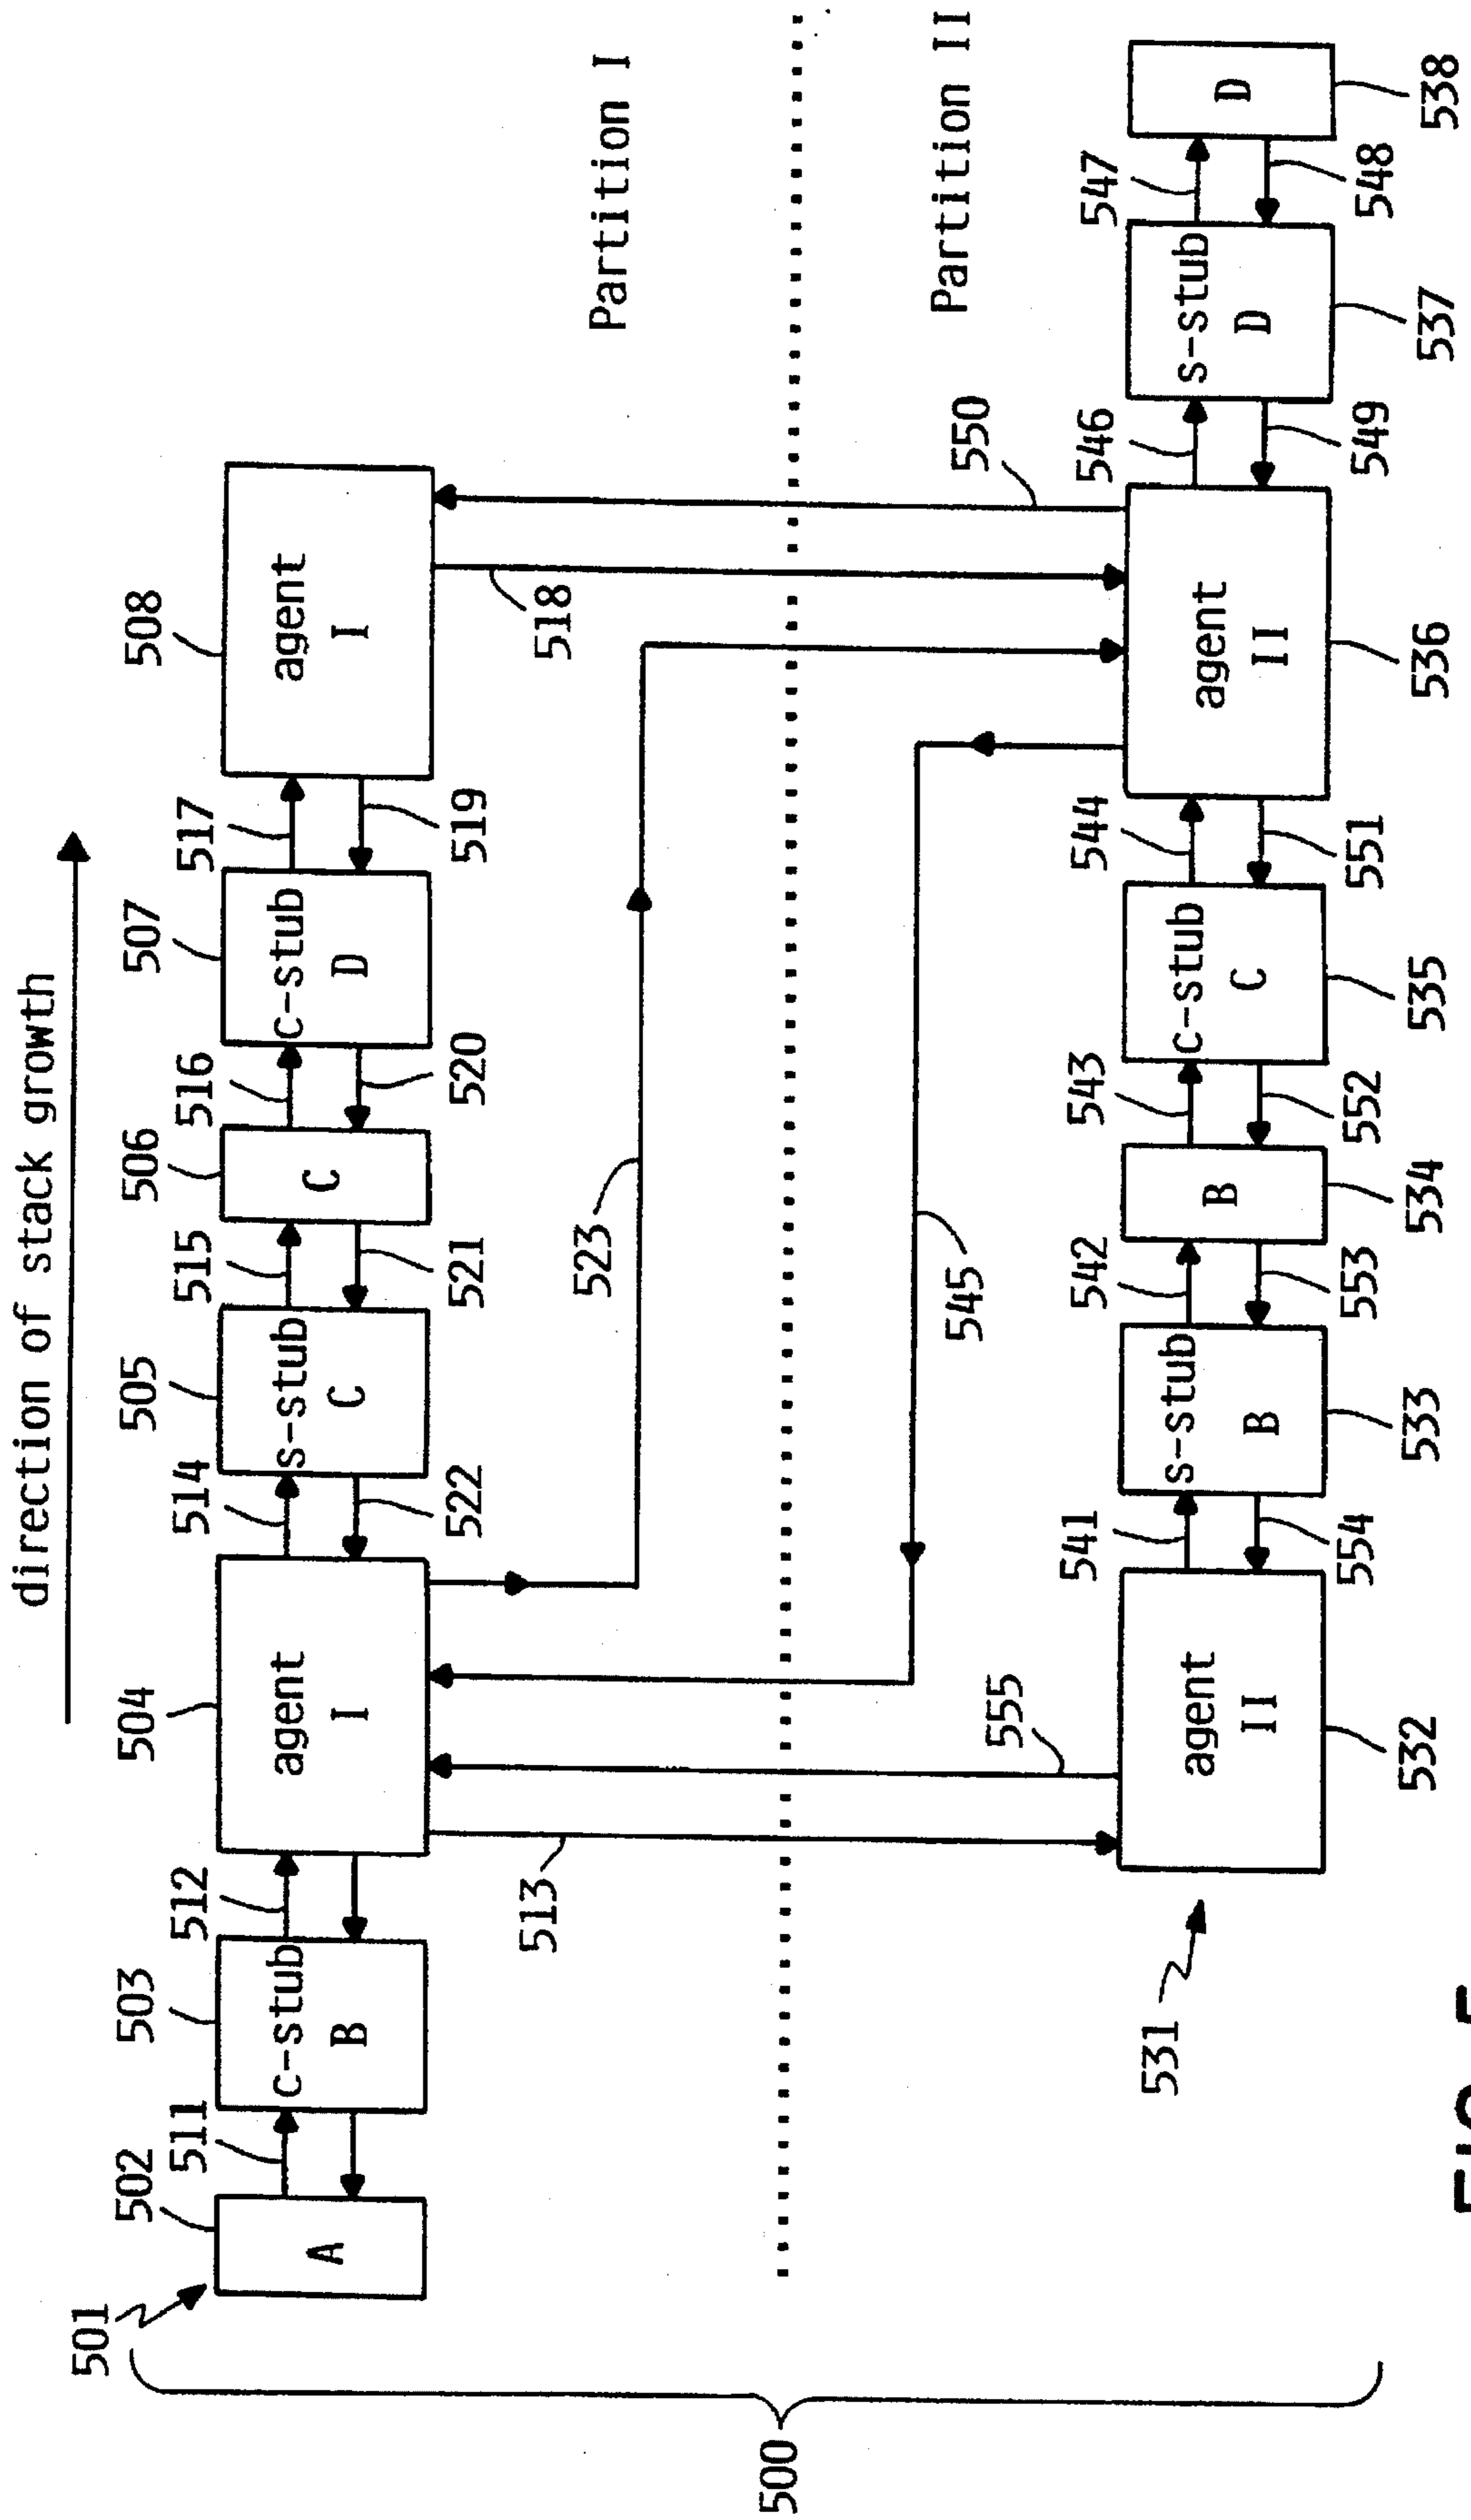 direction of stack growth
501
502
511
503
512
504
514
505
515
506
516
507
517
508
A
c-stub
B
agent
I
s-stub
C
C
c-stub
D
agent
I
522
521
520
519
513
523
518
Partition I
Partition II
500
555
545
550
531
541
542
543
544
546
547
agent
II
s-stub
B
B
c-stub
C
agent
II
s-stub
D
D
554
553
552
551
549
548
532
533
534
535
536
537
538